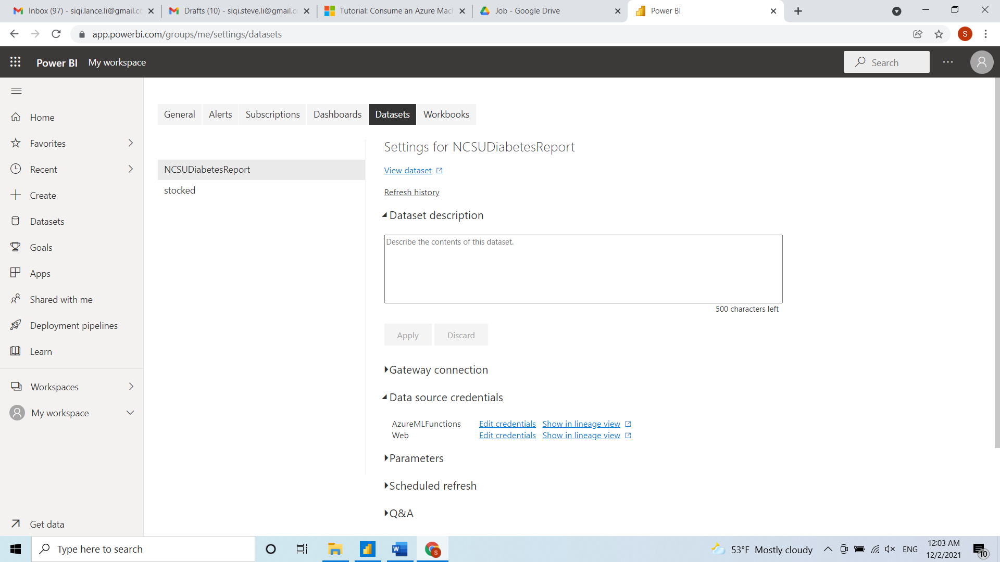 Inbox (97) - siqi.lance.li@gmail.co
Drafts (10) - siqi.steve.li@gmail.co
Tutorial: Consume an Azure Mach
Job - Google Drive
Power BI
app.powerbi.com/groups/me/settings/datasets
S
Power BI
My workspace
Search
Home
Favorites
Recent
Create
Datasets
Goals
Apps
Shared with me
Deployment pipelines
Learn
Workspaces
My workspace
Get data
General
Alerts
Subscriptions
Dashboards
Datasets
Workbooks
NCSUDiabetesReport
stocked
Settings for NCSUDiabetesReport
View dataset
Refresh history
Dataset description
Describe the contents of this dataset.
500 characters left
Apply
Discard
Gateway connection
Data source credentials
AzureMLFunctions Edit credentials Show in lineage view
Web Edit credentials Show in lineage view
Parameters
Scheduled refresh
Q&A
Type here to search
53°F Mostly cloudy
ENG
12:03 AM
12/2/2021
10